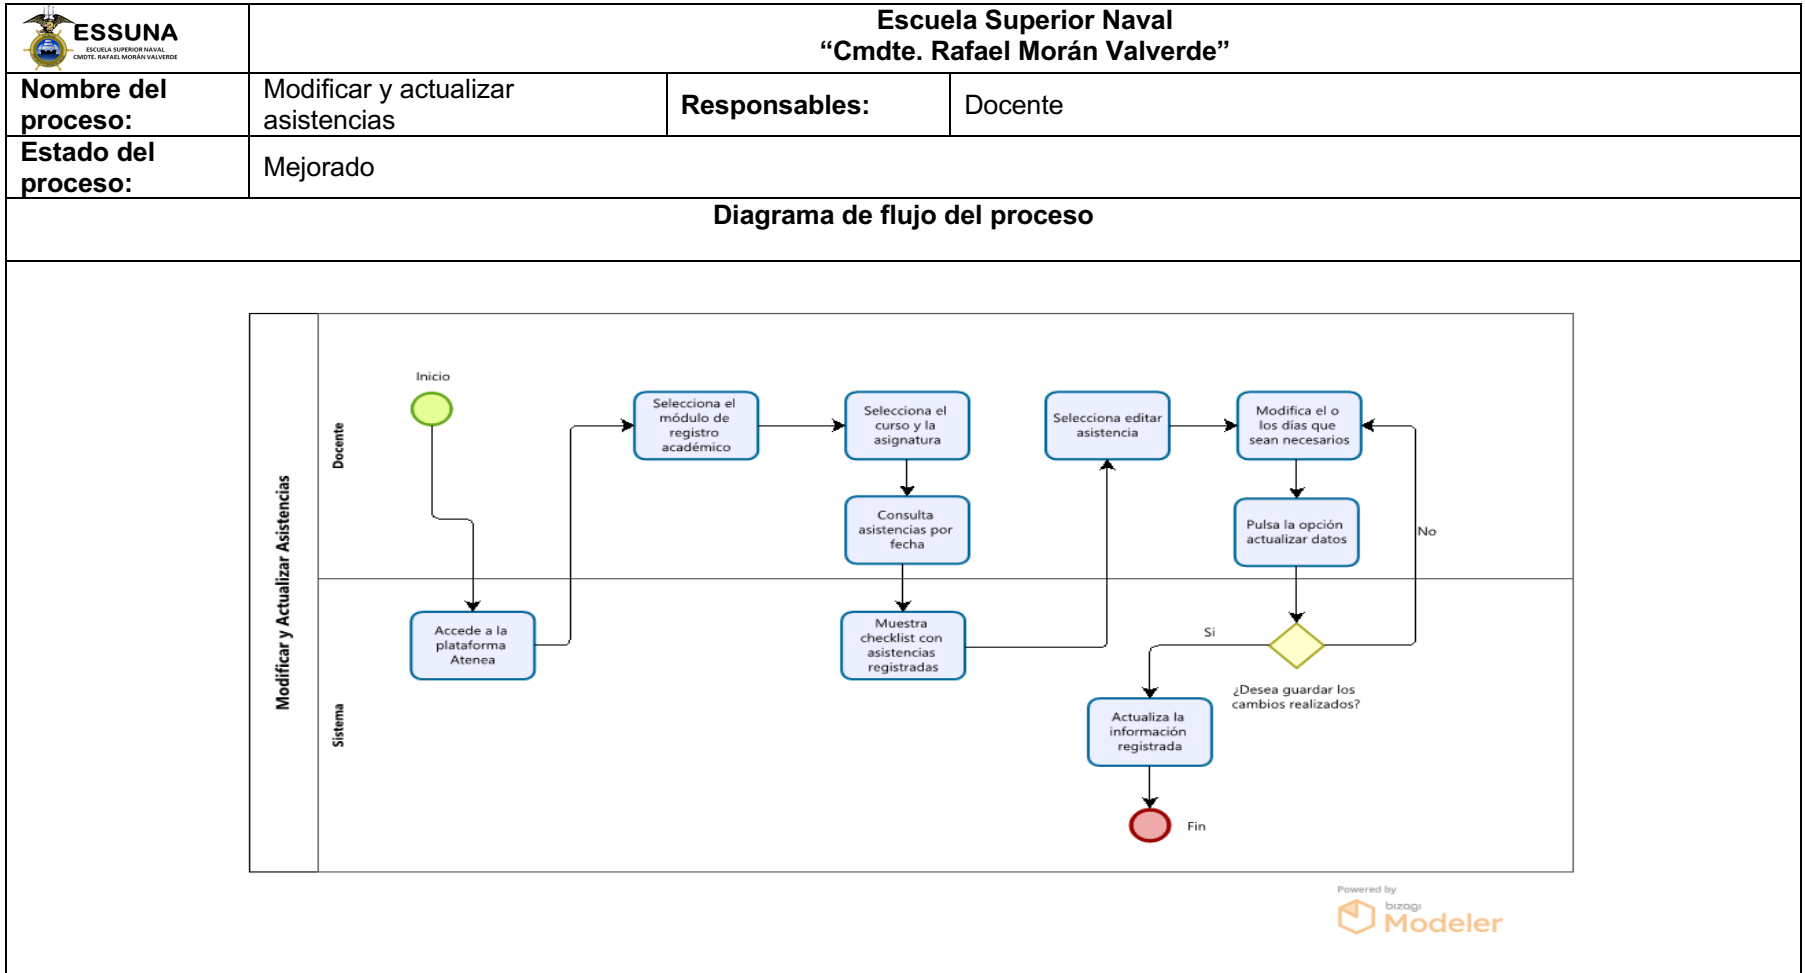 ESSUNA
ESCUELA SUPERIOR NAVAL
CMDTE. RAFAEL MORÁN VALVERDE
Escuela Superior Naval
“Cmdte. Rafael Morán Valverde”
Nombre del
proceso:
Modificar y actualizar
asistencias
Responsables:
Docente
Estado del
proceso:
Mejorado
Diagrama de flujo del proceso
Modificar y Actualizar Asistencias
Docente
Inicio
Selecciona el
módulo de
registro
académico
Selecciona el
curso y la
asignatura
Consulta
asistencias por
fecha
Selecciona editar
asistencia
Modifica el o
los días que
sean necesarios
Pulsa la opción
actualizar datos
No
Sistema
Accede a la
plataforma
Atenea
Muestra
checklist con
asistencias
registradas
Si
¿Desea guardar los
cambios realizados?
Actualiza la
información
registrada
Fin
Powered by
bizagi
Modeler